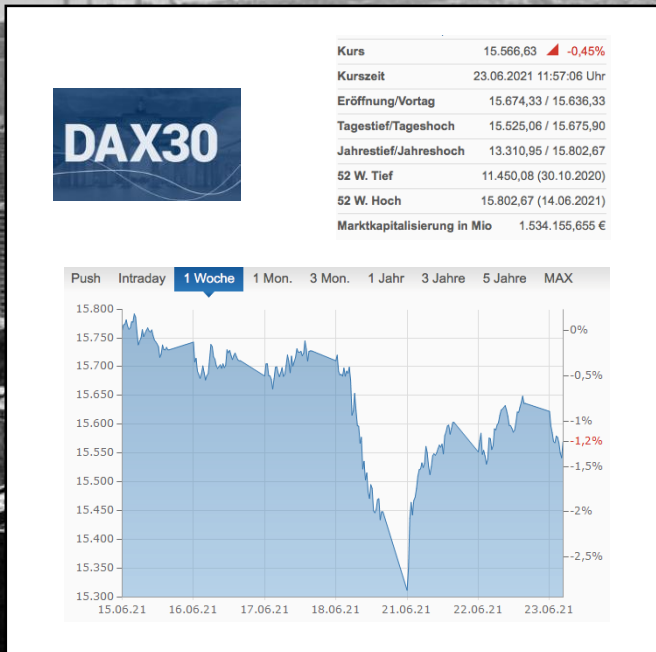 Kurs 15.566,63 -0,45%
Kurszeit 23.06.2021 11:57:06 Uhr
Eröffnung/Vortag 15.674,33 / 15.636,33
Tagestief/Tageshoch 15.525,06 / 15.675,90
Jahrestief/Jahreshoch 13.310,95 / 15.802,67
52 W. Tief 11.450,08 (30.10.2020)
52 W. Hoch 15.802,67 (14.06.2021)
Marktkapitalisierung in Mio 1.534.155,655 €
DAX30
Push Intraday 1 Woche 1 Mon. 3 Mon. 1 Jahr 3 Jahre 5 Jahre MAX
15.800
15.750
15.700
15.650
15.600
15.550
15.500
15.450
15.400
15.350
15.300
0%
-0,5%
-1%
-1,2%
-1,5%
-2%
-2,5%
15.06.21 16.06.21 17.06.21 18.06.21 21.06.21 22.06.21 23.06.21